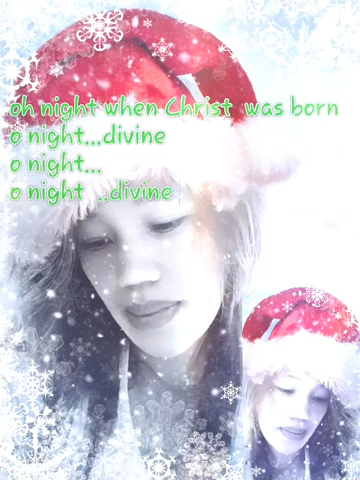 oh night when Christ was born
o night,,,divine
o night...
o night ..divine